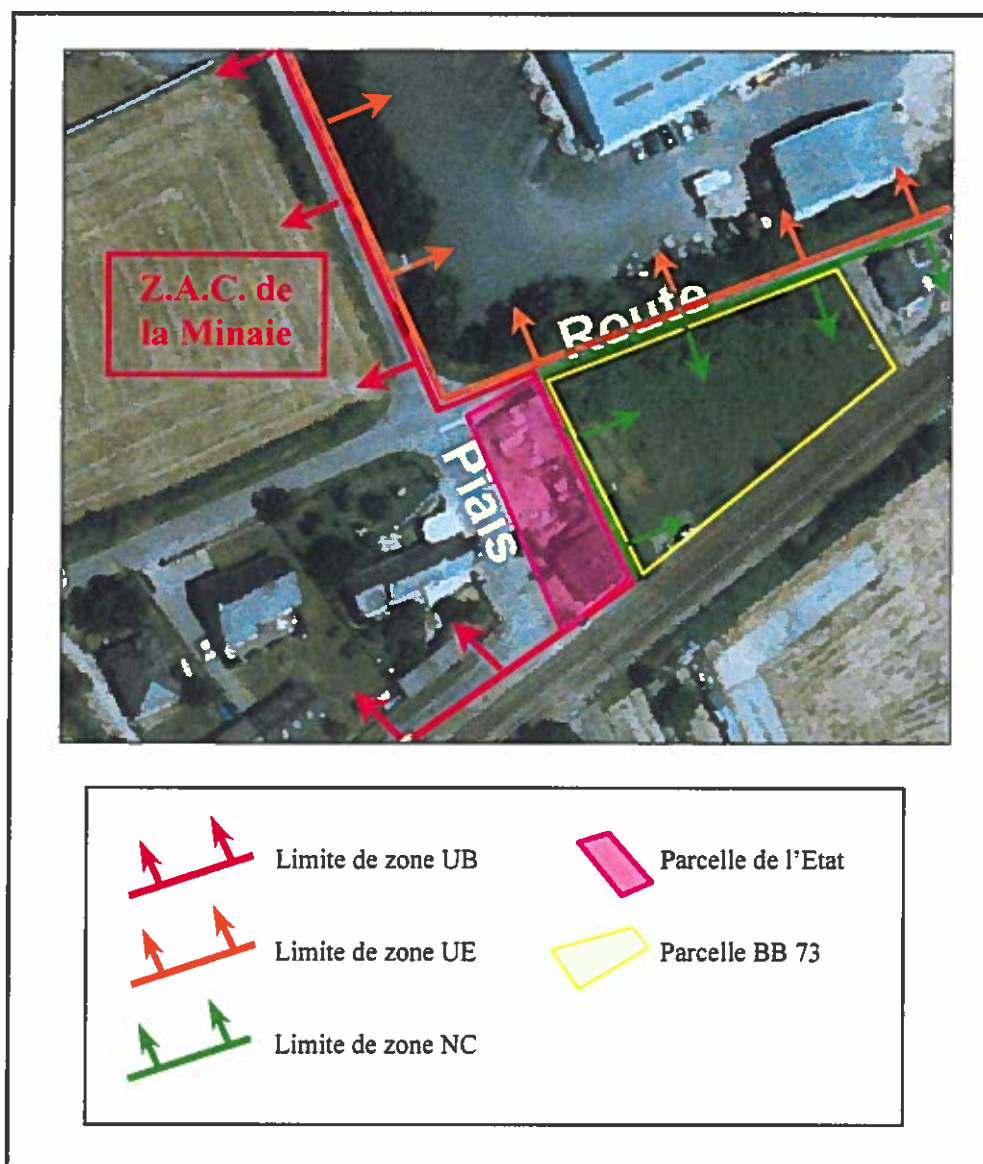 Z.A.C. de
la Minaie
Route
Plais
Limite de zone UB
Parcelle de l'Etat
Limite de zone UE
Parcelle BB 73
Limite de zone NC